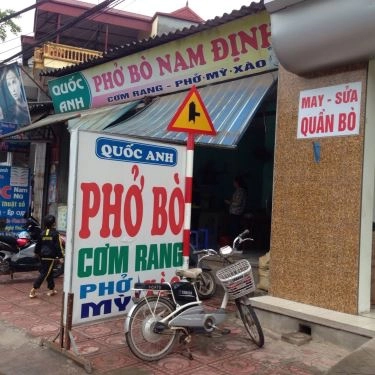 QUỐC
ANH
PHỞ BÒ NAM ĐỊNH
CƠM RANG - PHỞ - MỲ - XÀO
MAY - SỬA
QUẦN BÒ
QUỐC ANH
PHỞ BÒ
CƠM RANG
PHỞ
MỲ
Nam